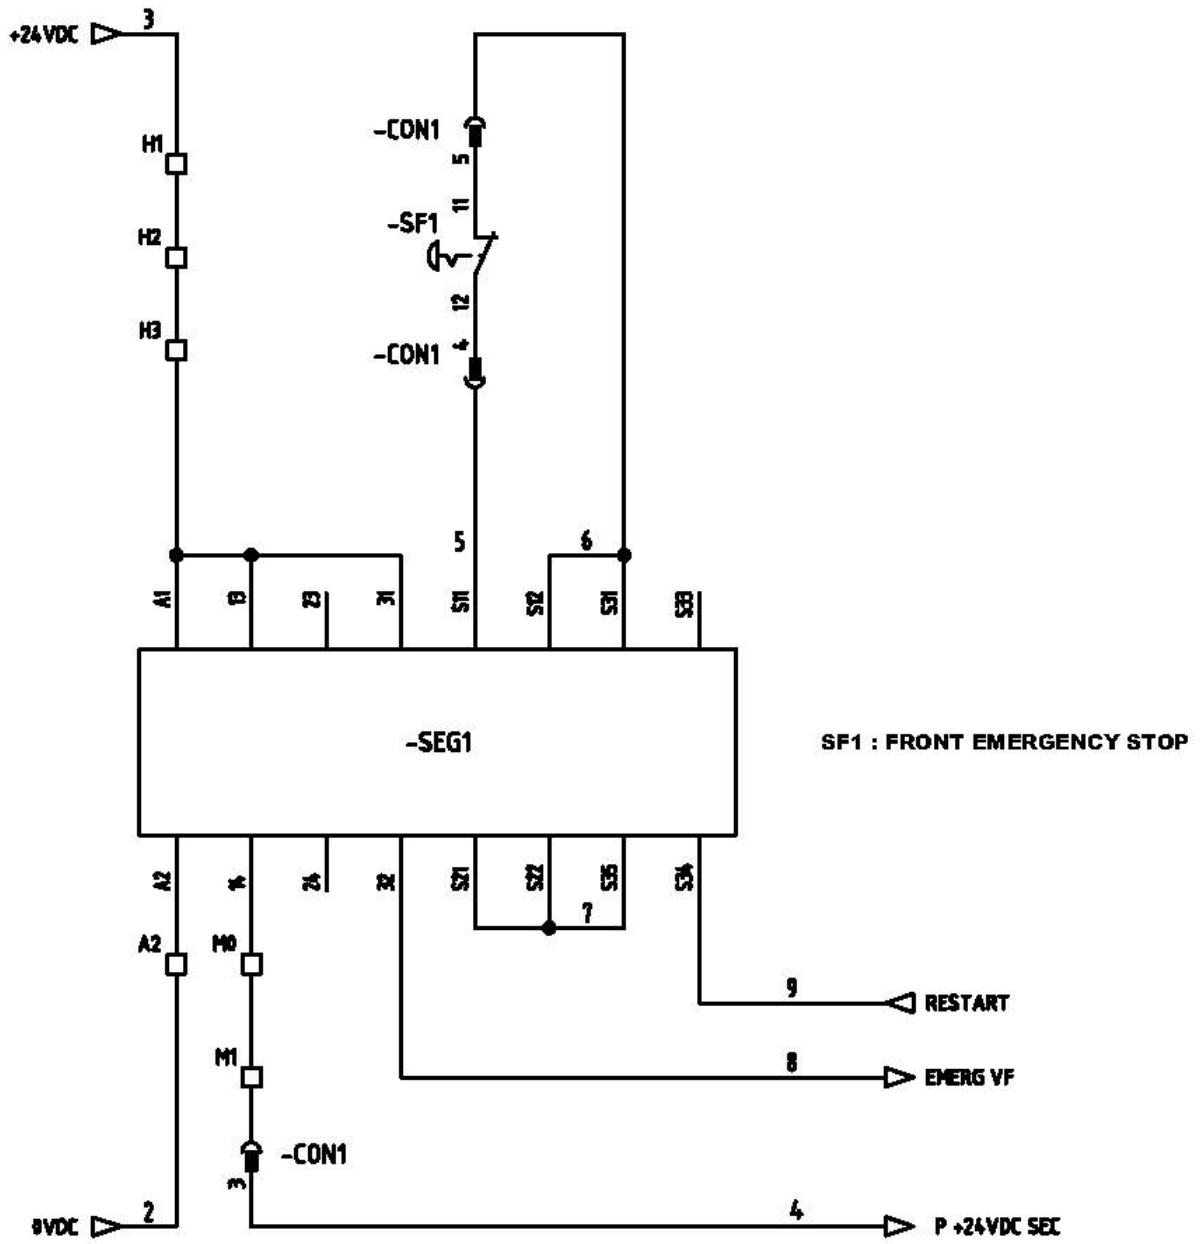 +24VDC 3
H1
-CON1
5
H2
11
-SF1
12
H3
-CON1 4
5 6
A1 13 23 31 S11 S12 S31 S33
-SEG1
SF1 : FRONT EMERGENCY STOP
A2 14 24 32 S21 S22 S35 S34
7
A2 M0
9 RESTART
M1
8 EMERG VF
-CON1
3
0VDC 2
4 P +24VDC SEC